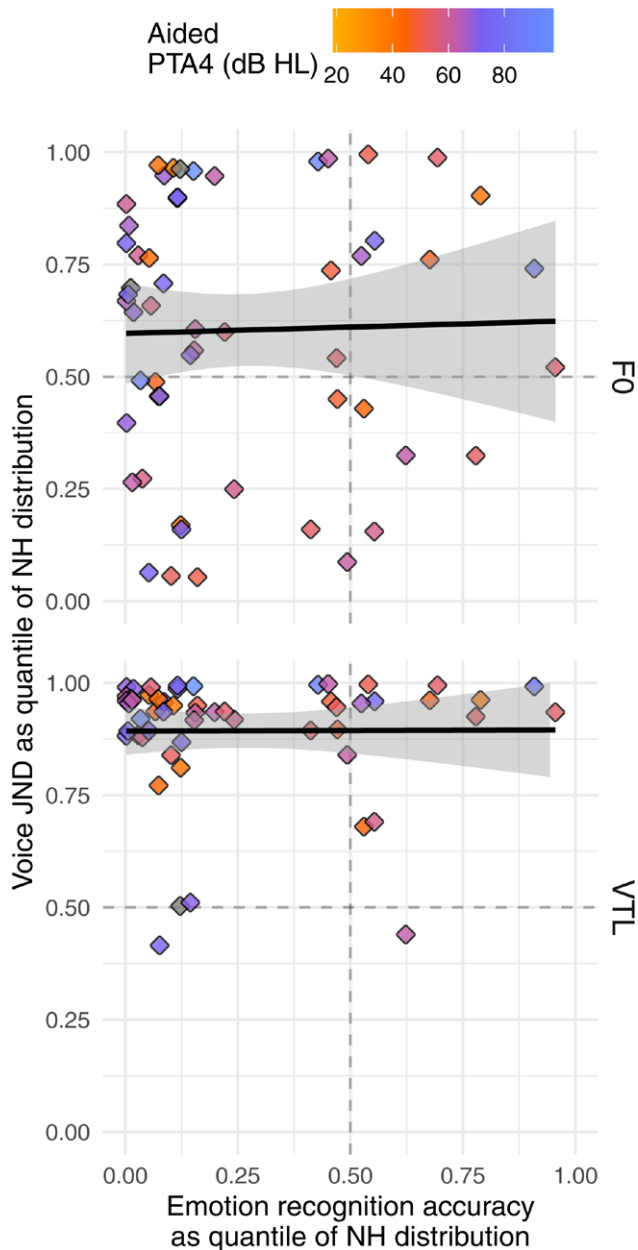 Aided
PTA4 (dB HL)
20 40 60 80
1.00
0.75
0.50
0.25
0.00
F0
1.00
0.75
0.50
0.25
0.00
VTL
Voice JND as quantile of NH distribution
0.00 0.25 0.50 0.75 1.00
Emotion recognition accuracy
as quantile of NH distribution